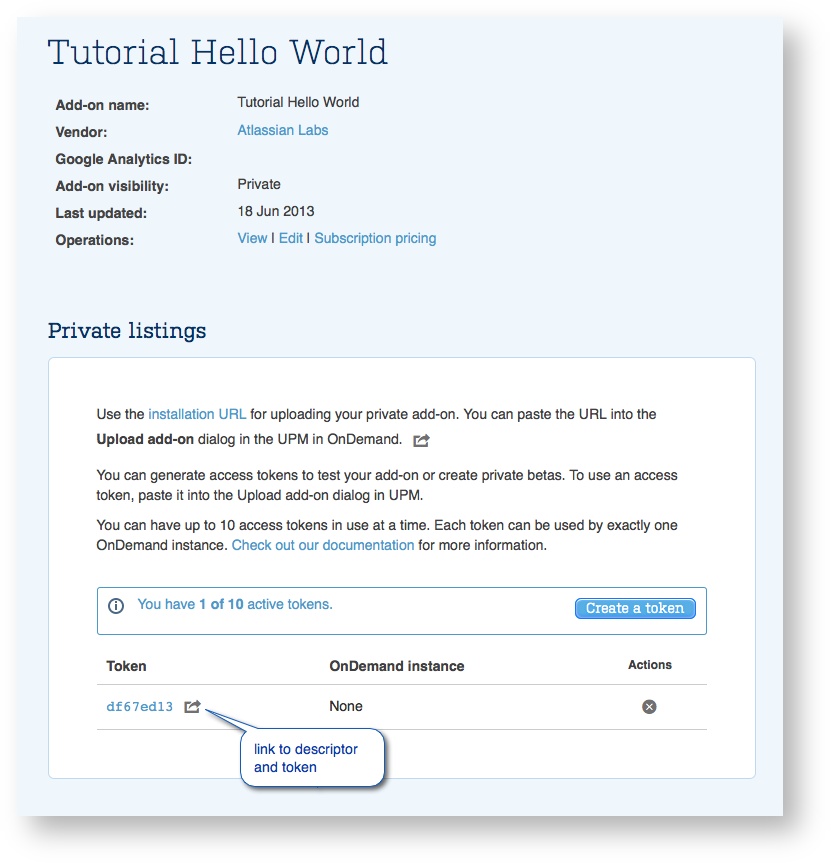 Tutorial Hello World
Add-on name: Tutorial Hello World
Vendor: Atlassian Labs
Google Analytics ID:
Add-on visibility: Private
Last updated: 18 Jun 2013
Operations: View | Edit | Subscription pricing
Private listings
Use the installation URL for uploading your private add-on. You can paste the URL into the
Upload add-on dialog in the UPM in OnDemand.
You can generate access tokens to test your add-on or create private betas. To use an access
token, paste it into the Upload add-on dialog in UPM.
You can have up to 10 access tokens in use at a time. Each token can be used by exactly one
OnDemand instance. Check out our documentation for more information.
You have 1 of 10 active tokens. Create a token
Token OnDemand instance Actions
df67ed13 None
link to descriptor
and token